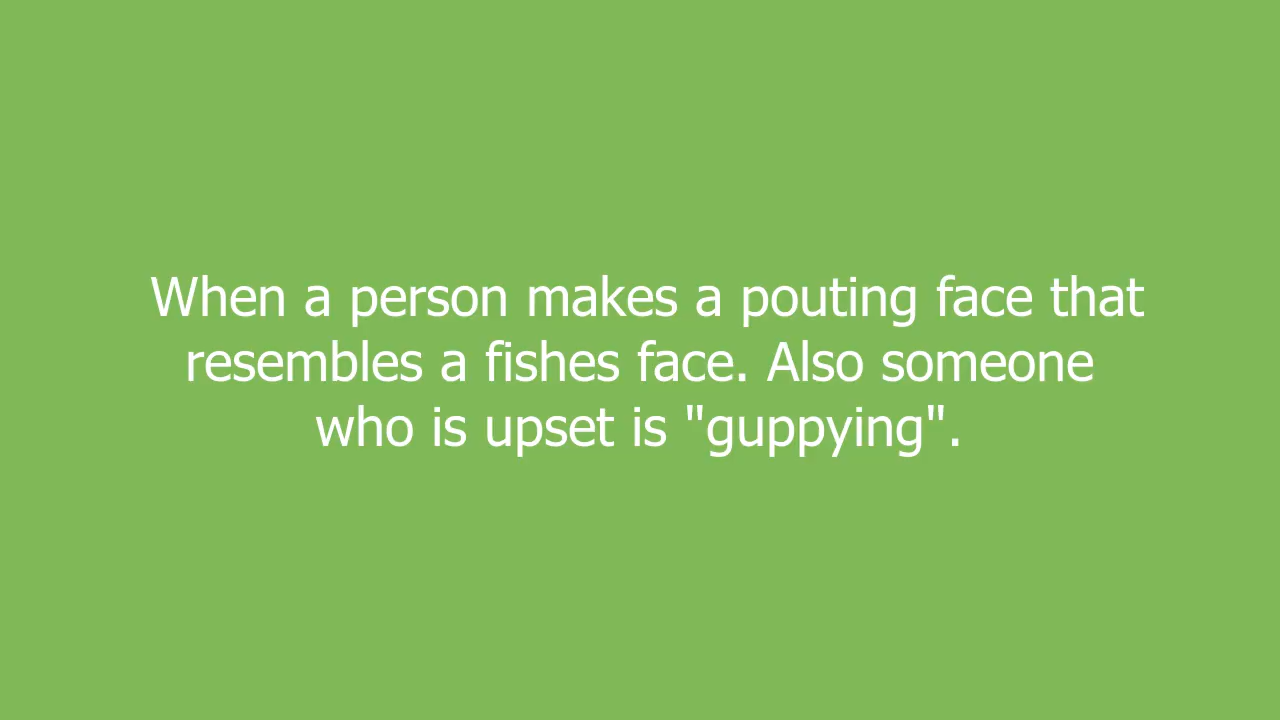 When a person makes a pouting face that
resembles a fishes face. Also someone
who is upset is "guppying".